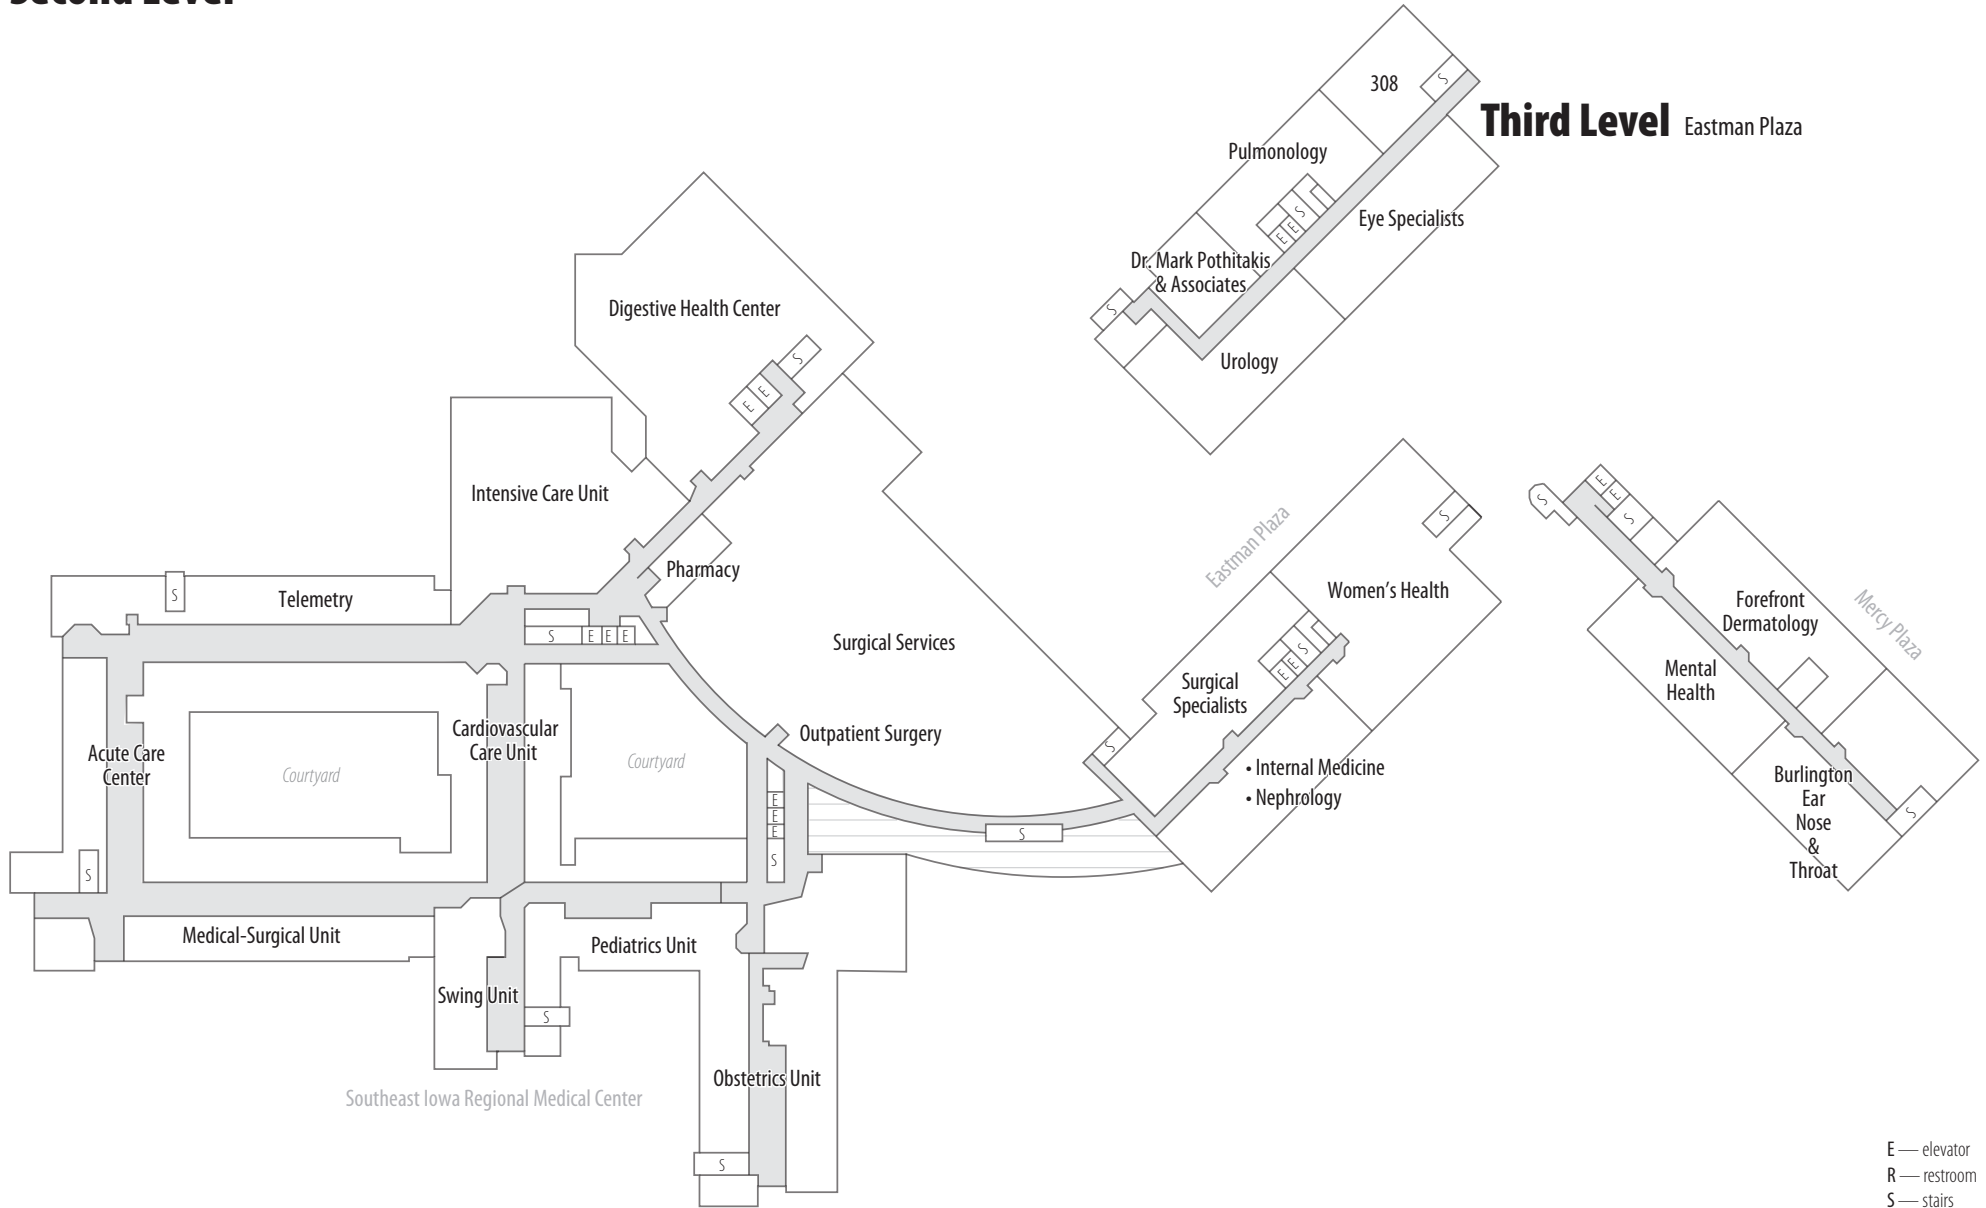 Second Level
308
S
Third Level Eastman Plaza
Pulmonology
S
E E
Eye Specialists
Dr. Mark Pothitakis
& Associates
S
Urology
Digestive Health Center
S
E E
Intensive Care Unit
Pharmacy
Telemetry
S
S E E E
Surgical Services
Outpatient Surgery
Acute Care
Center
Courtyard
Cardiovascular
Care Unit
Courtyard
E
E
E
S
S
S
Medical-Surgical Unit
Pediatrics Unit
Swing Unit
S
Obstetrics Unit
S
Southeast Iowa Regional Medical Center
Eastman Plaza
S
Women’s Health
S
E E
Surgical
Specialists
S
• Internal Medicine
• Nephrology
S
E
E
S
Forefront
Dermatology
Mercy Plaza
Mental
Health
Burlington
Ear
Nose
&
Throat
S
E — elevator
R — restroom
S — stairs